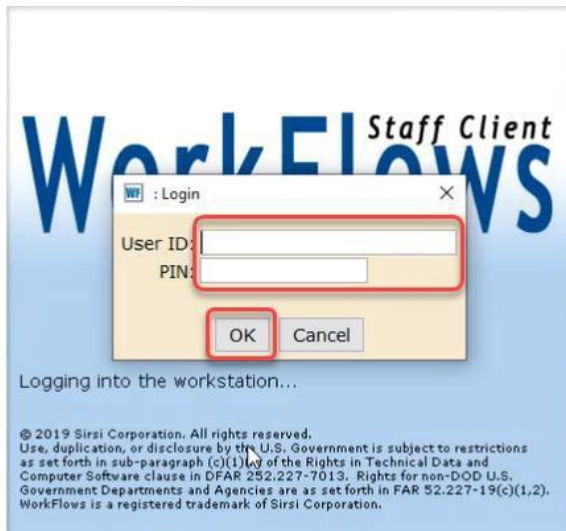 Staff Client
WorkFlows
WF : Login
User ID:
PIN:
OK Cancel
Logging into the workstation...
© 2019 Sirsi Corporation. All rights reserved.
Use, duplication, or disclosure by the U.S. Government is subject to restrictions
as set forth in sub-paragraph (c)(1) of the Rights in Technical Data and
Computer Software clause in DFAR 252.227-7013. Rights for non-DOD U.S.
Government Departments and Agencies are as set forth in FAR 52.227-19(c)(1,2).
WorkFlows is a registered trademark of Sirsi Corporation.